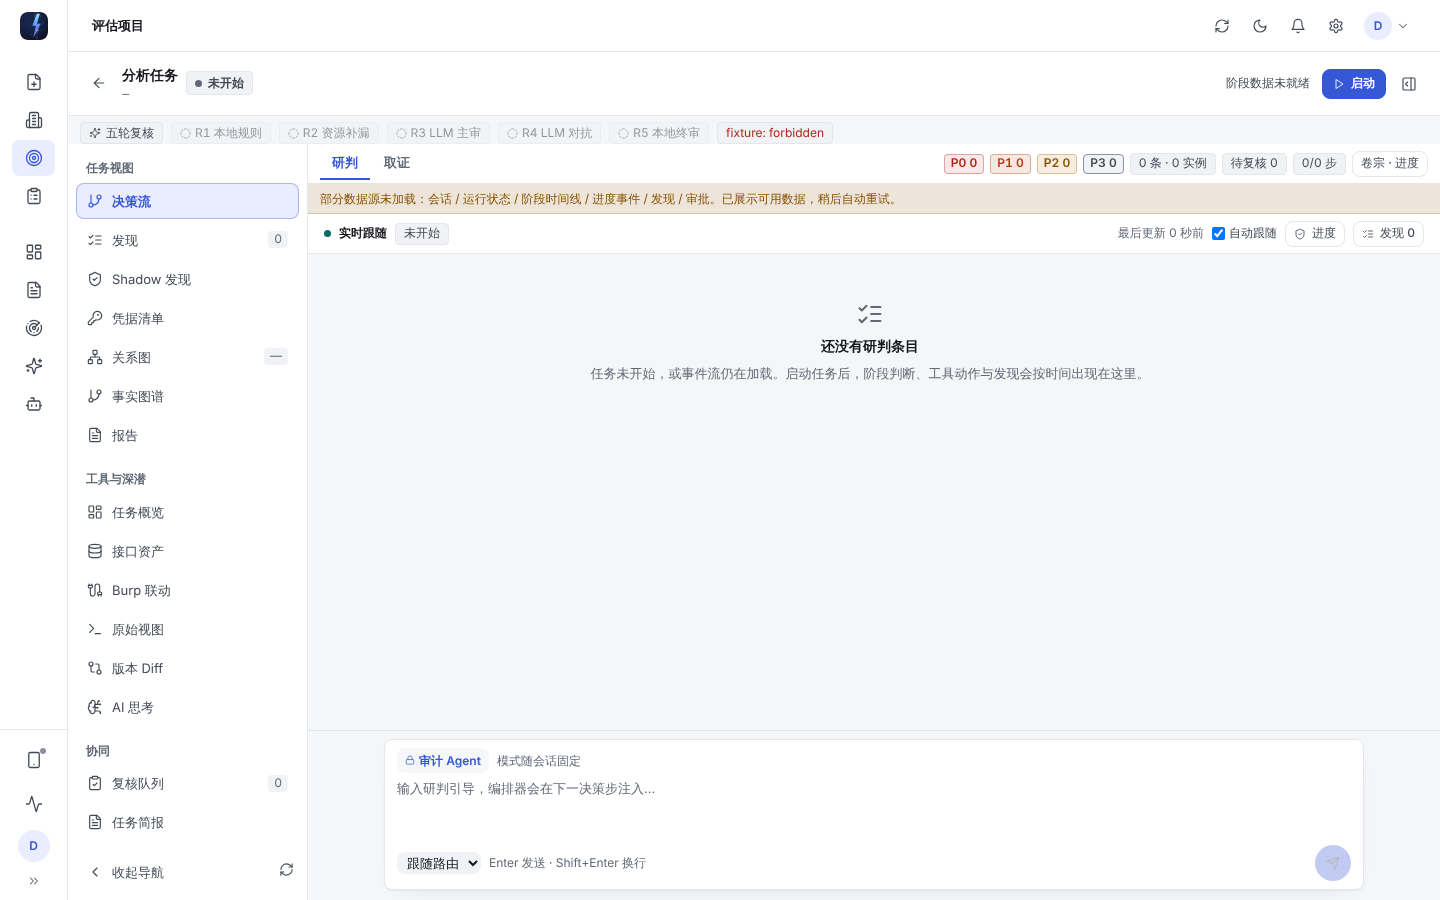 评估项目
D
分析任务
—
未开始
阶段数据未就绪
启动
五轮复核
R1 本地规则
R2 资源补漏
R3 LLM 主审
R4 LLM 对抗
R5 本地终审
fixture: forbidden
任务视图
决策流
发现 0
Shadow 发现
凭据清单
关系图 —
事实图谱
报告
工具与深潜
任务概览
接口资产
Burp 联动
原始视图
版本 Diff
AI 思考
协同
复核队列 0
任务简报
收起导航
D
研判 取证
P0 0 P1 0 P2 0 P3 0 0 条 · 0 实例 待复核 0 0/0 步 卷宗 · 进度
部分数据源未加载：会话 / 运行状态 / 阶段时间线 / 进度事件 / 发现 / 审批。已展示可用数据，稍后自动重试。
实时跟随 未开始 最后更新 0 秒前 自动跟随 进度 发现 0
还没有研判条目
任务未开始，或事件流仍在加载。启动任务后，阶段判断、工具动作与发现会按时间出现在这里。
审计 Agent 模式随会话固定
输入研判引导，编排器会在下一决策步注入...
跟随路由 Enter 发送 · Shift+Enter 换行